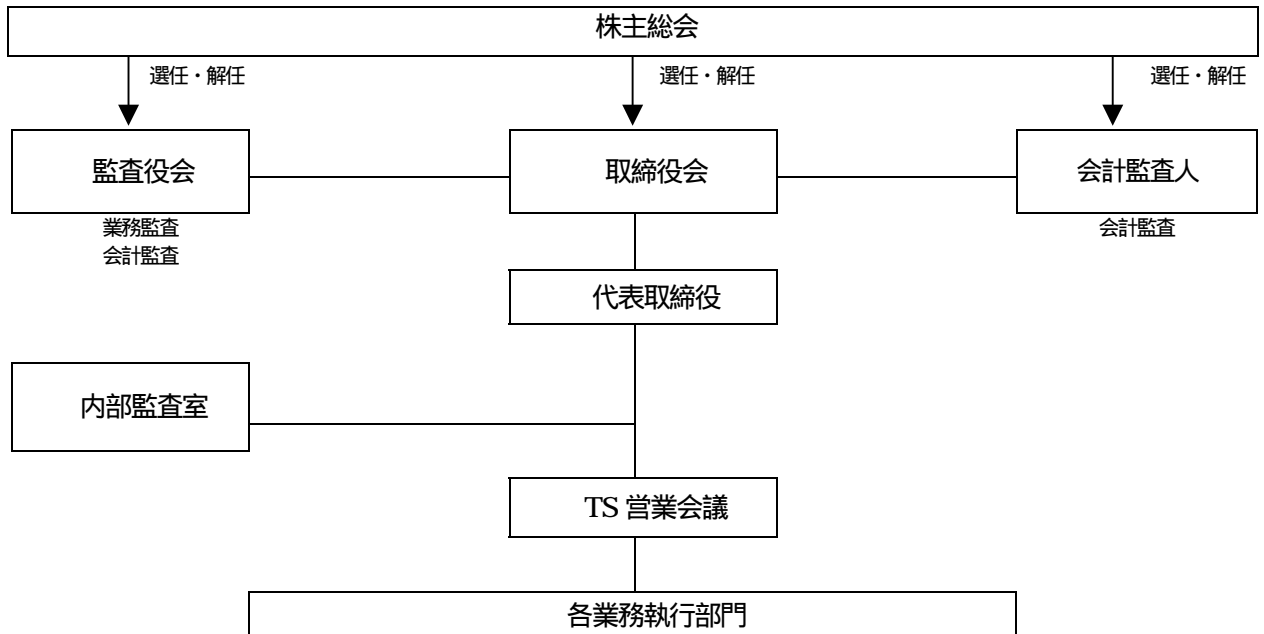 株主総会
選任・解任
選任・解任
選任・解任
監査役会
取締役会
会計監査人
業務監査
会計監査
会計監査
代表取締役
内部監査室
TS 営業会議
各業務執行部門